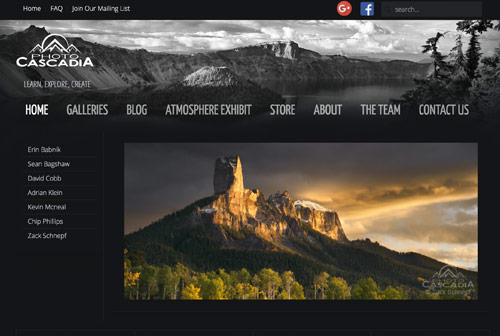 Home FAQ Join Our Mailing List
G+ f search...
PHOTO
CASCADIA
LEARN, EXPLORE, CREATE
HOME GALLERIES BLOG ATMOSPHERE EXHIBIT STORE ABOUT THE TEAM CONTACT US
Erin Babnik
Sean Bagshaw
David Cobb
Adrian Klein
Kevin Mcneal
Chip Phillips
Zack Schnepf
PHOTO
CASCADIA
© Zack Schnepf